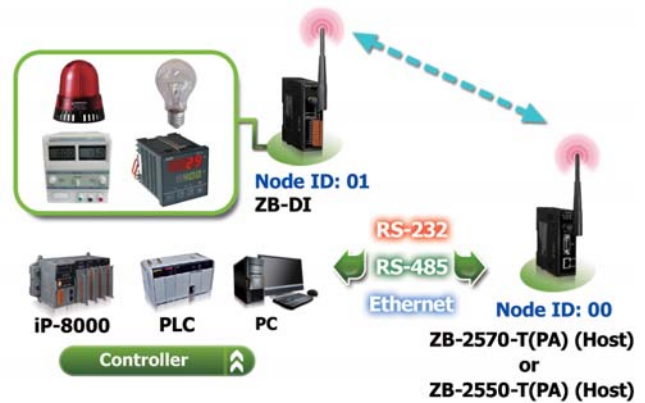 Node ID: 01
ZB-DI
RS-232
RS-485
Ethernet
iP-8000
PLC
PC
Controller
Node ID: 00
ZB-2570-T(PA) (Host)
or
ZB-2550-T(PA) (Host)